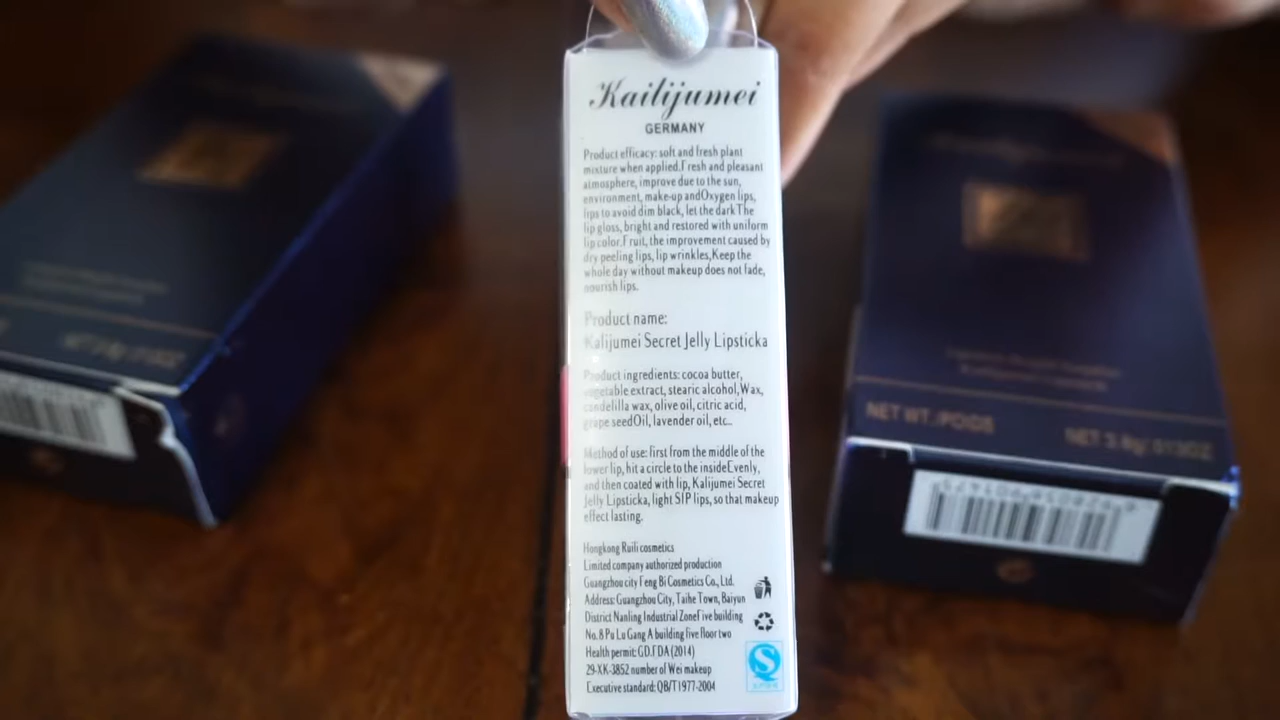 Kailijumei
GERMANY
Product efficacy: soft and fresh plant
mixture when applied.Fresh and pleasant
atmosphere, improve due to the sun,
environment, make-up andOxygen lips,
lips to avoid dim black, let the dark The
lip gloss, bright and restored with uniform
lip color.Fruit, the improvement caused by
dry peeling lips, lip wrinkles,Keep the
whole day without makeup does not fade,
nourish lips.
Product name:
Kalijumei Secret Jelly Lipsticka
Product ingredients: cocoa butter,
vegetable extract, stearic alcohol,Wax,
candelilla wax, olive oil, citric acid,
grape seedOil, lavender oil, etc..
Method of use: first from the middle of the
lower lip, hit a circle to the insideEvenly,
and then coated with lip, Kalijumei Secret
Jelly Lipsticka, light SIP lips, so that makeup
effect lasting.
Hongkong Ruili cosmetics
Limited company authorized production
Guangzhou city Feng Bi Cosmetics Co., Ltd.
Address: Guangzhou City, Taihe Town, Baiyun
District Nanling Industrial ZoneFive building
No. 8 Pu Lu Gang A building five floor two
Health permit: GD.FDA (2014)
29-XK-3852 number of Wei makeup
Executive standard: QB/T1977-2004
NET WT./POIDS
NET 3.8g/.013OZ